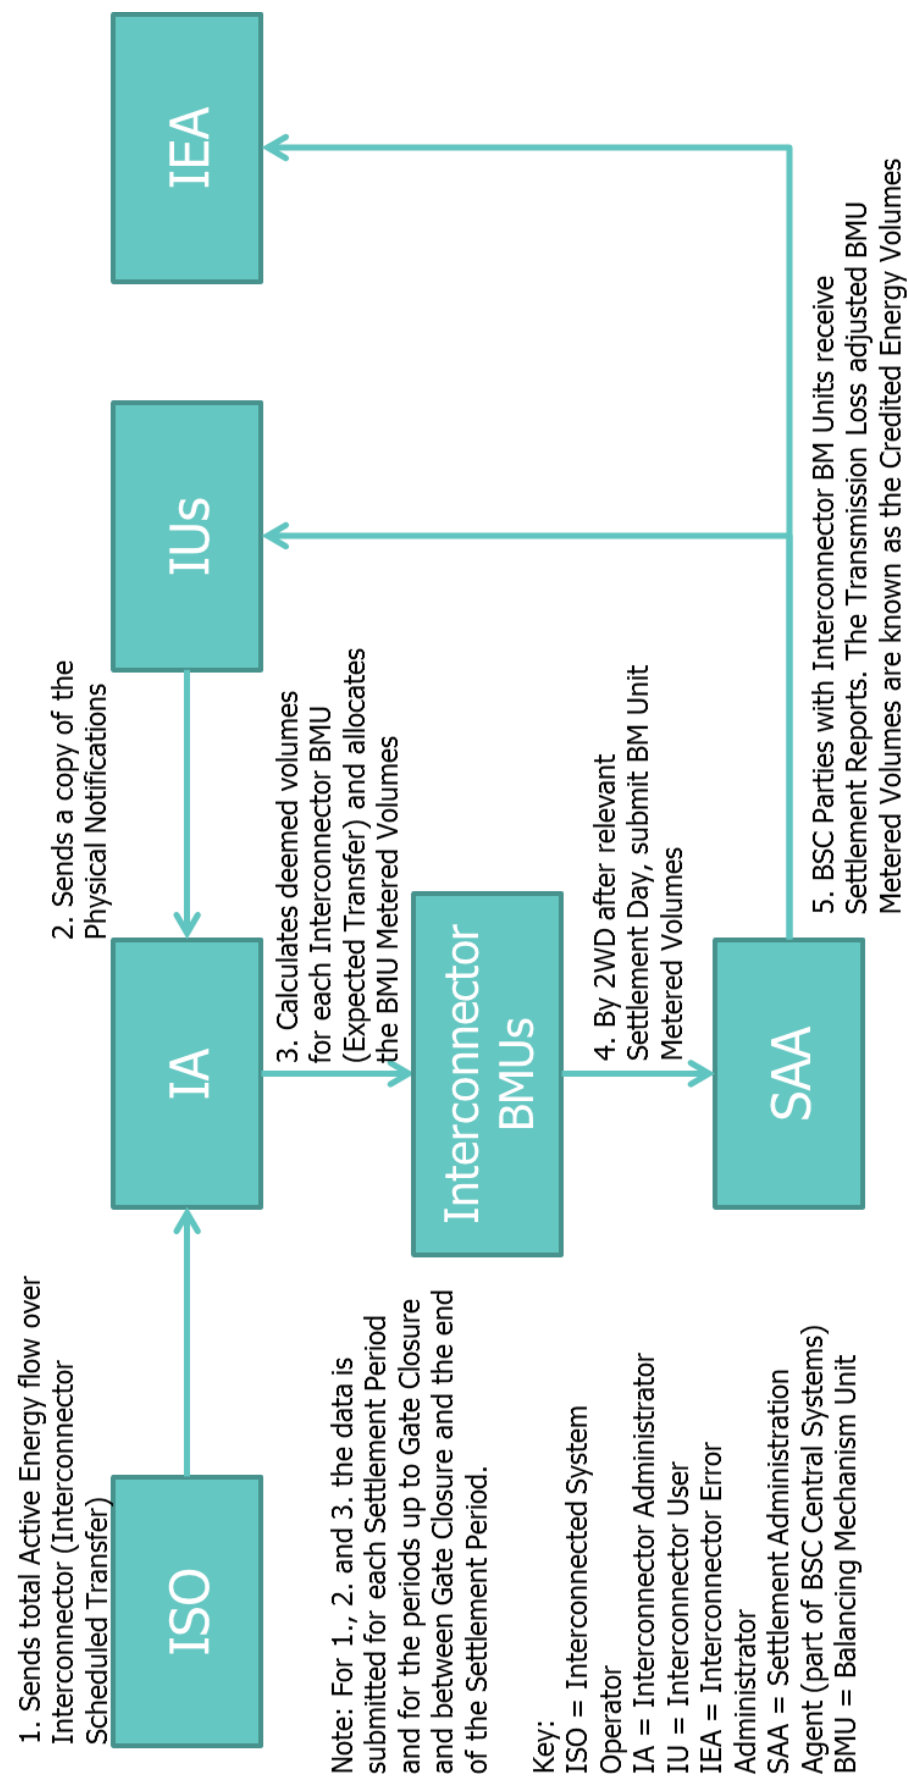 1. Sends total Active Energy flow over
Interconnector (Interconnector
Scheduled Transfer)
2. Sends a copy of the
Physical Notifications
ISO
IA
IUs
IEA
3. Calculates deemed volumes
for each Interconnector BMU
(Expected Transfer) and allocates
the BMU Metered Volumes
Note: For 1., 2. and 3. the data is
submitted for each Settlement Period
and for the periods up to Gate Closure
and between Gate Closure and the end
of the Settlement Period.
Interconnector
BMUs
4. By 2WD after relevant
Settlement Day, submit BM Unit
Metered Volumes
Key:
ISO = Interconnected System
Operator
IA = Interconnector Administrator
IU = Interconnector User
IEA = Interconnector Error
Administrator
SAA = Settlement Administration
Agent (part of BSC Central Systems)
BMU = Balancing Mechanism Unit
SAA
5. BSC Parties with Interconnector BM Units receive
Settlement Reports. The Transmission Loss adjusted BMU
Metered Volumes are known as the Credited Energy Volumes